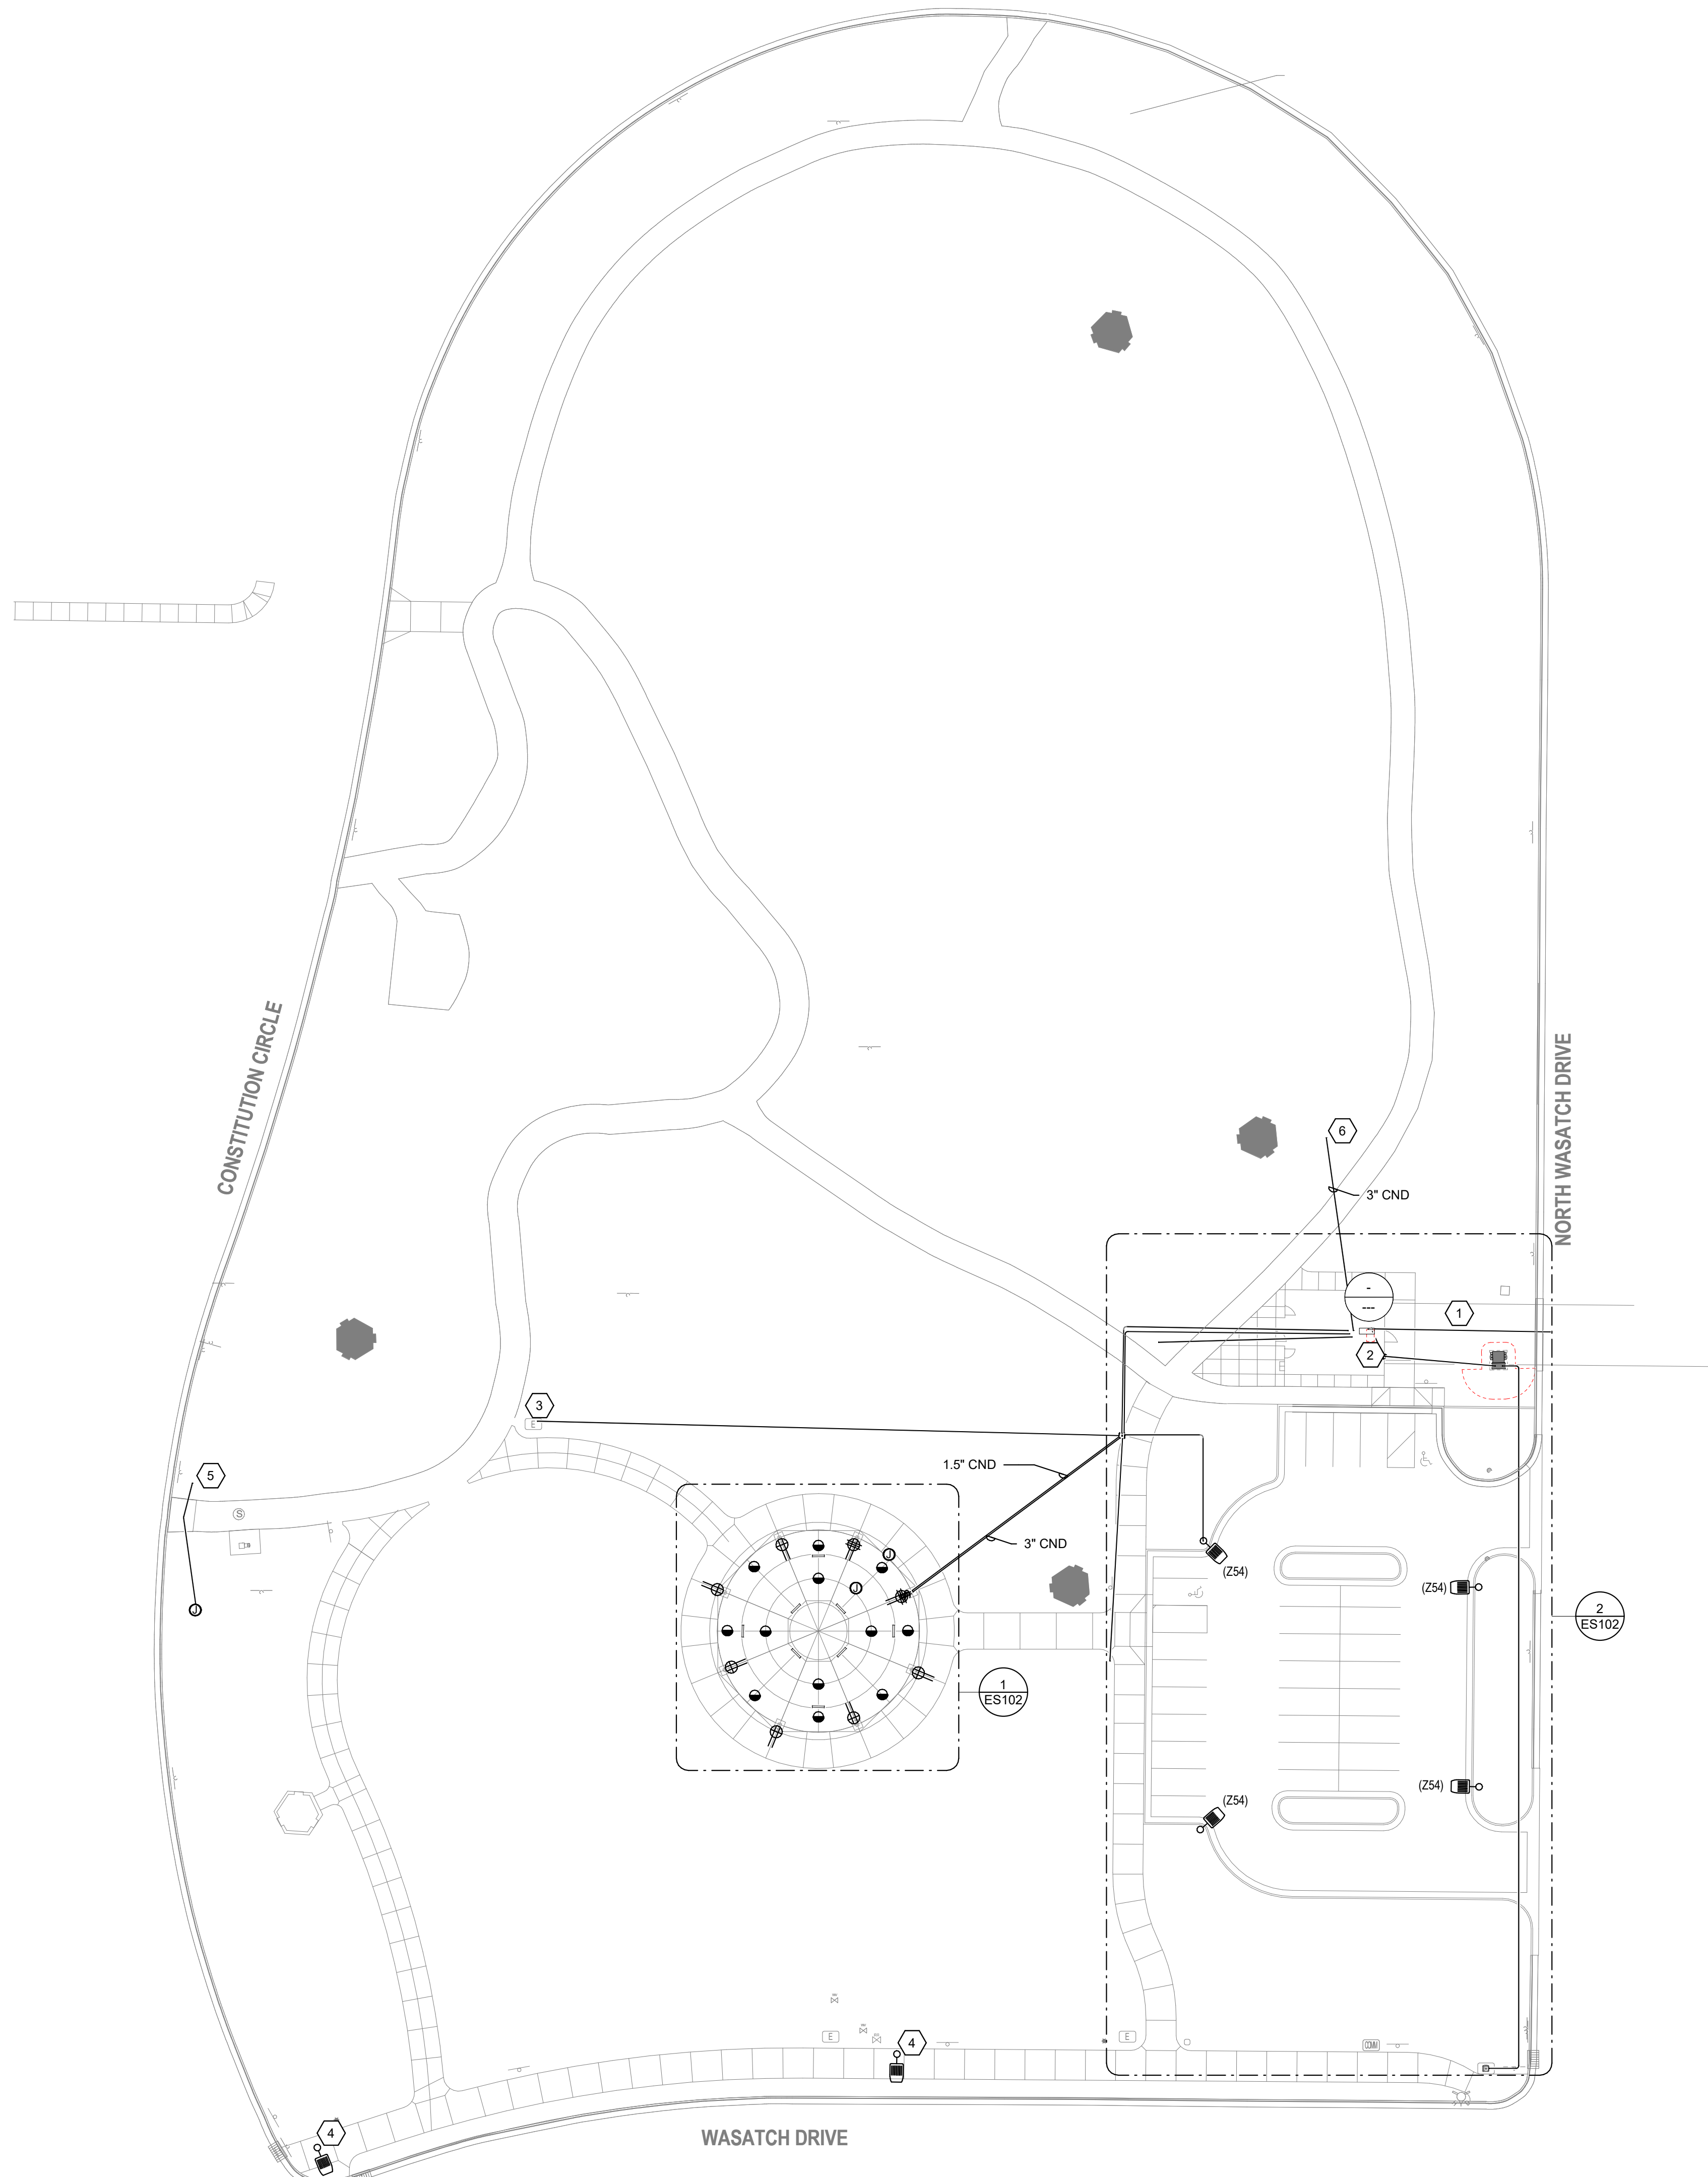 6
3" CND
NORTH WASATCH DRIVE
CONSTITUTION CIRCLE
-
---
1
2
3
E
E
5
1.5" CND
S
3" CND
J
J
J
(Z54)
(Z54)
2
ES102
1
ES102
(Z54)
(Z54)
E
4
E
COMM
4
WASATCH DRIVE